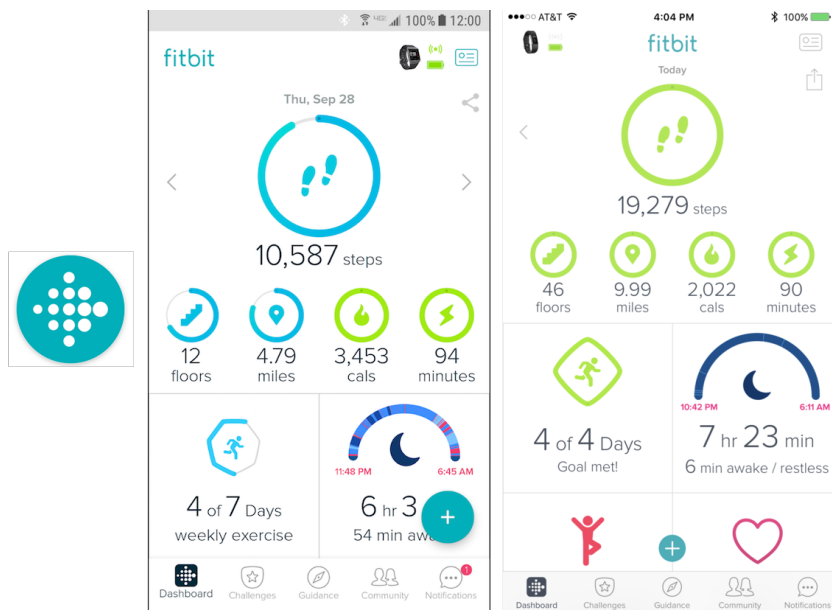 100% 12:00
fitbit
Thu, Sep 28
10,587 steps
12 floors
4.79 miles
3,453 cals
94 minutes
11:48 PM
6:45 AM
4 of 7 Days
weekly exercise
6 hr 3
54 min awa
+
Dashboard
Challenges
Guidance
Community
Notifications
1
AT&T
4:04 PM
100%
fitbit
Today
19,279 steps
46 floors
9.99 miles
2,022 cals
90 minutes
4 of 4 Days
Goal met!
10:42 PM
6:11 AM
7 hr 23 min
6 min awake / restless
+
Dashboard
Challenges
Guidance
Community
Notifications